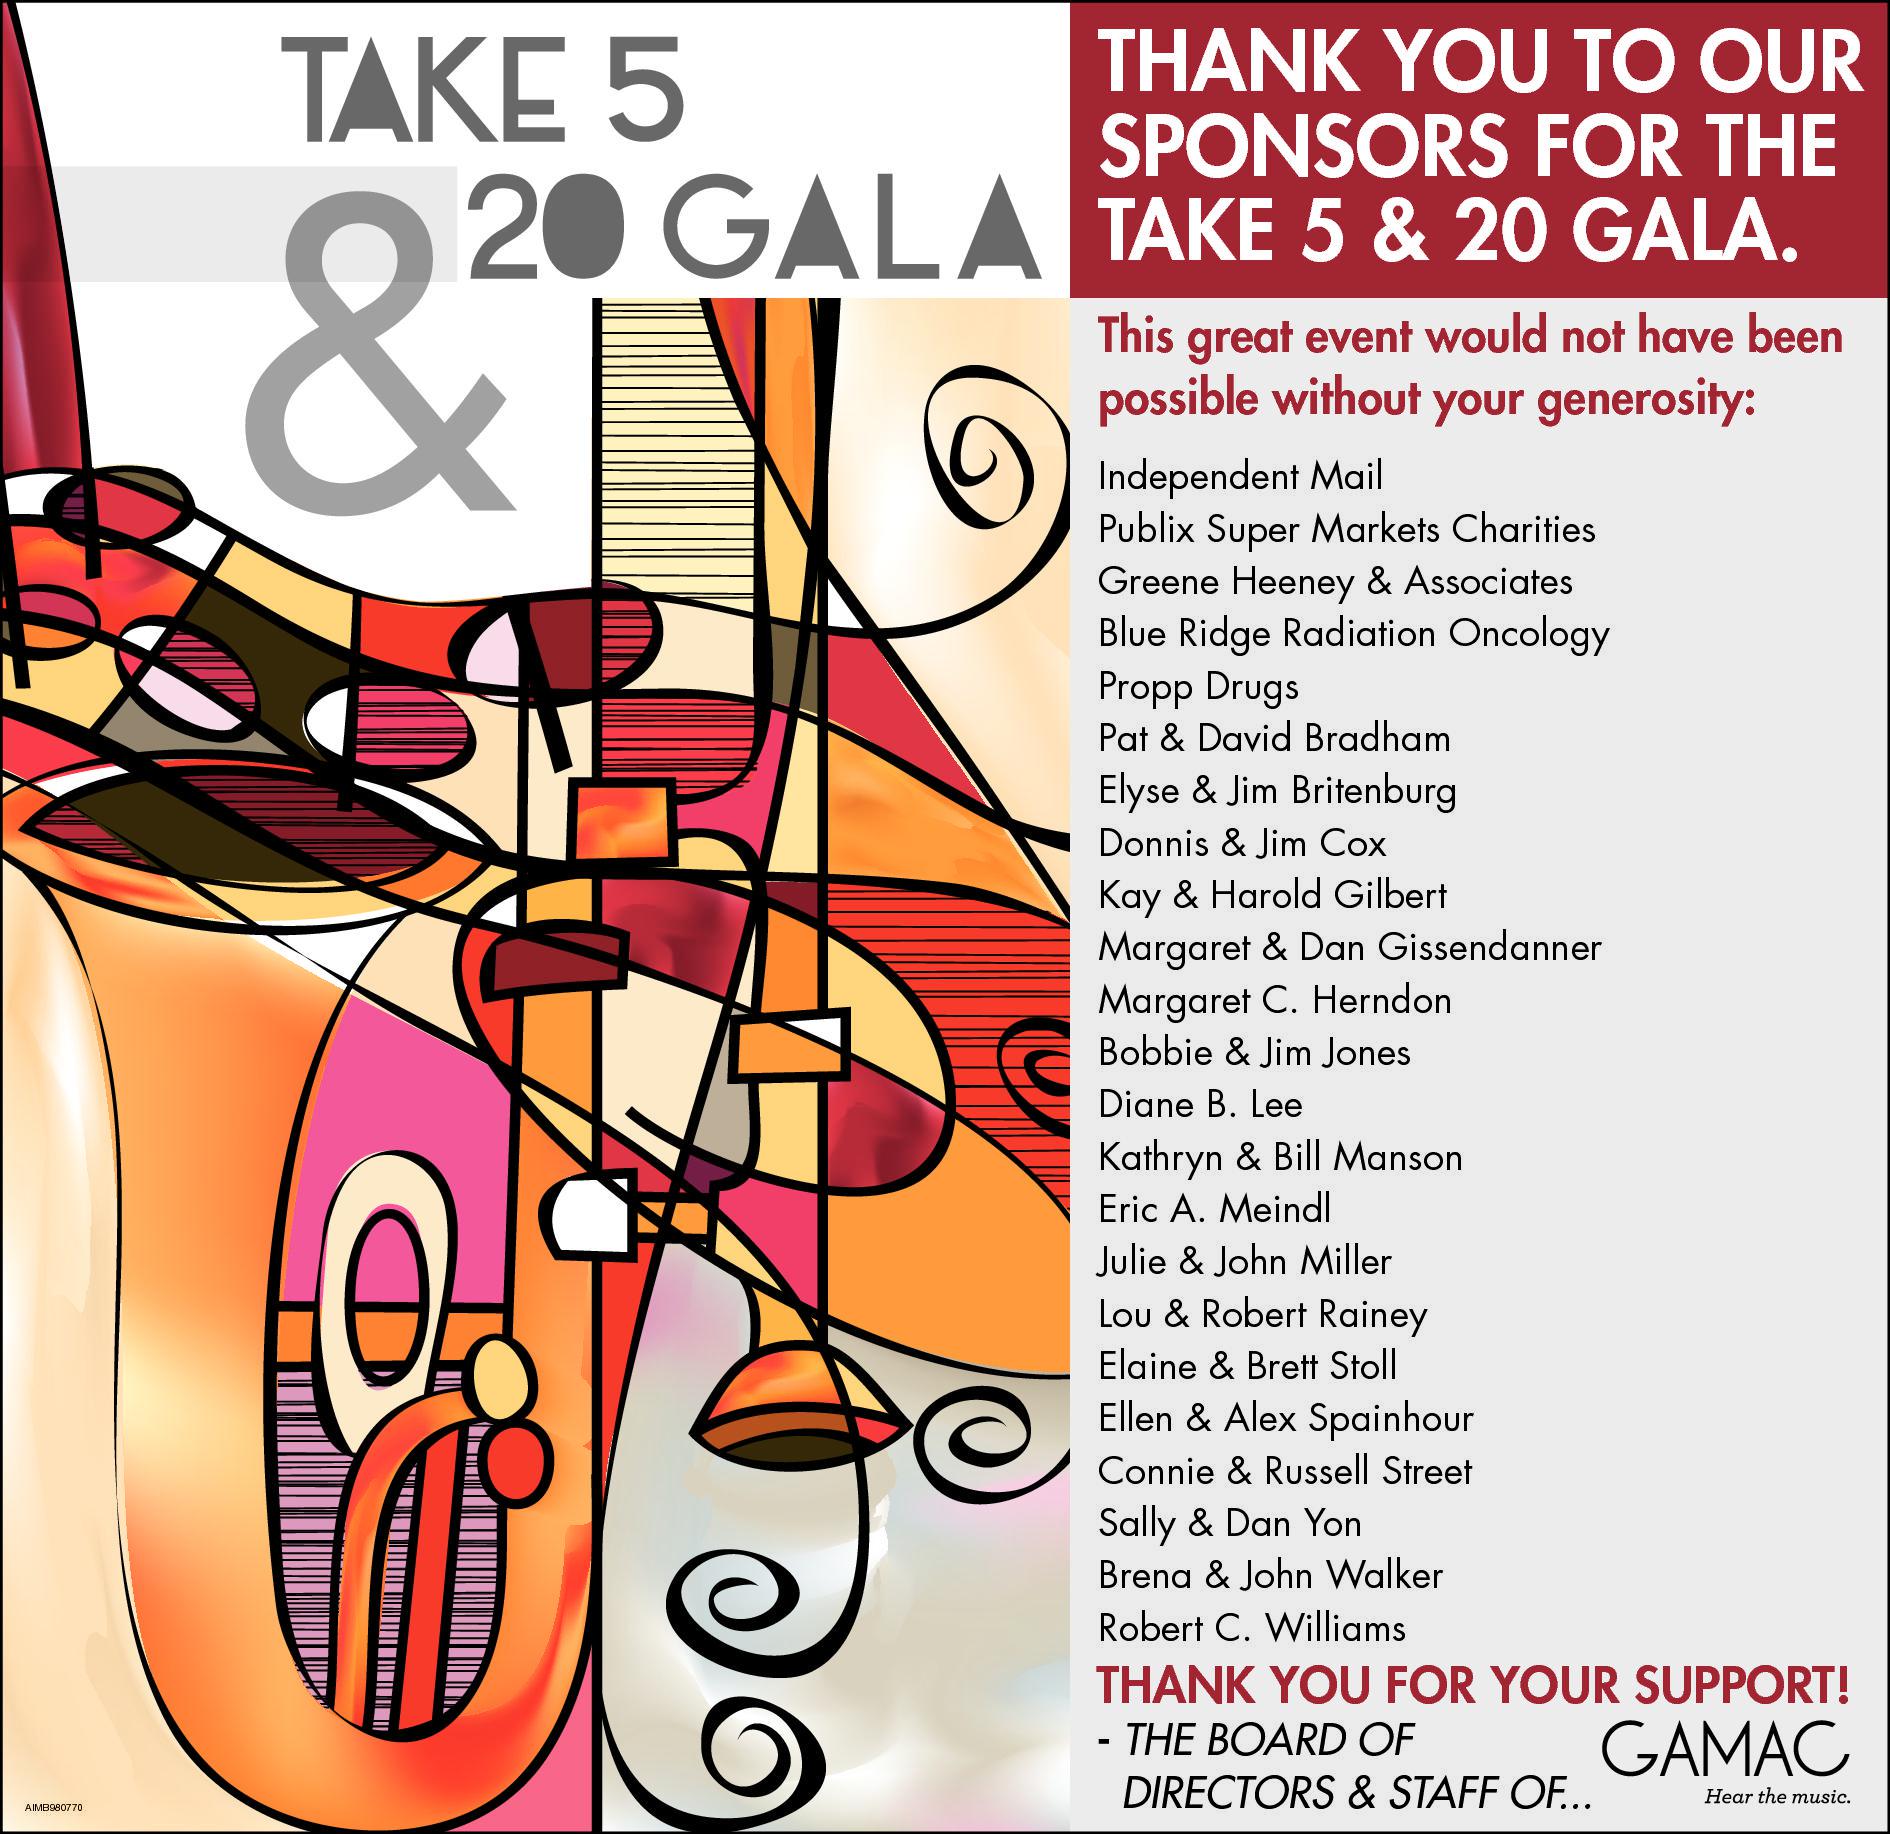 TAKE 5
& 20 GALA
THANK YOU TO OUR
SPONSORS FOR THE
TAKE 5 & 20 GALA.
This great event would not have been
possible without your generosity:
Independent Mail
Publix Super Markets Charities
Greene Heeney & Associates
Blue Ridge Radiation Oncology
Propp Drugs
Pat & David Bradham
Elyse & Jim Britenburg
Donnis & Jim Cox
Kay & Harold Gilbert
Margaret & Dan Gissendanner
Margaret C. Herndon
Bobbie & Jim Jones
Diane B. Lee
Kathryn & Bill Manson
Eric A. Meindl
Julie & John Miller
Lou & Robert Rainey
Elaine & Brett Stoll
Ellen & Alex Spainhour
Connie & Russell Street
Sally & Dan Yon
Brena & John Walker
Robert C. Williams
THANK YOU FOR YOUR SUPPORT!
- THE BOARD OF
DIRECTORS & STAFF OF...
GAMAC
Hear the music.
AIMB980770